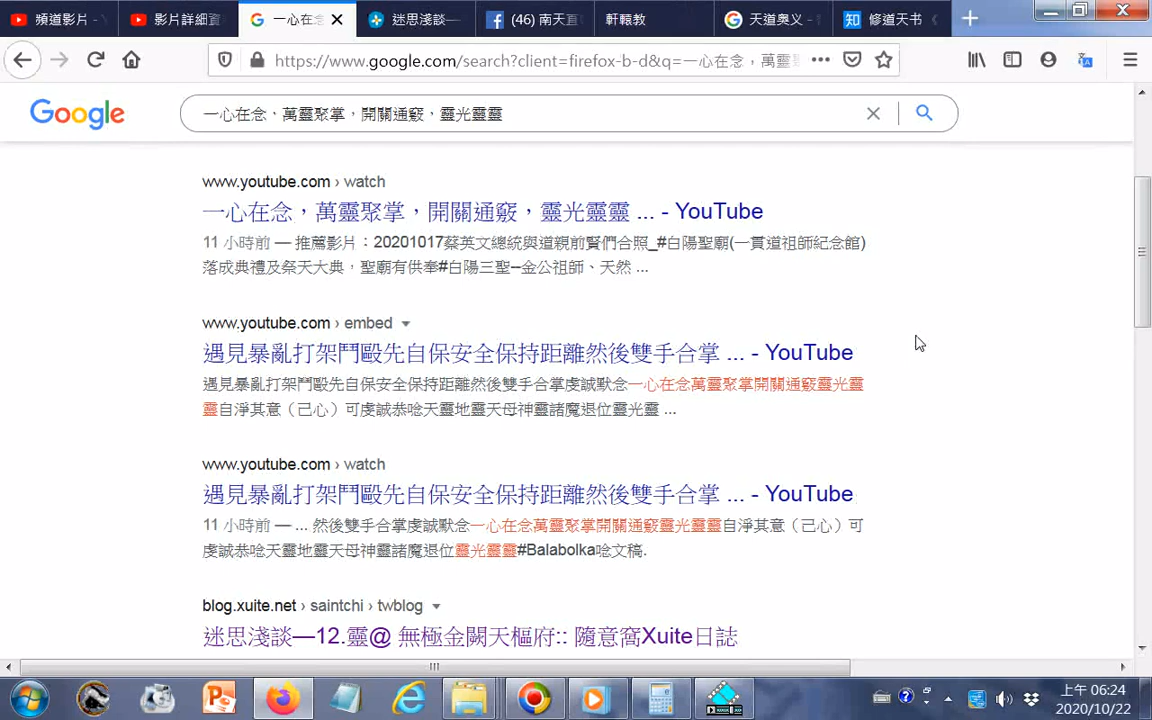 頻道影片 - Y
影片詳細資
一心在念
迷思淺談—
(46) 南天直
軒轅教
天道奥义 -
修道天书
https://www.google.com/search?client=firefox-b-d&q=一心在念，萬靈
Google
一心在念，萬靈聚掌，開關通竅，靈光靈靈
www.youtube.com › watch
一心在念，萬靈聚掌，開關通竅，靈光靈靈 ... - YouTube
11 小時前 — 推薦影片：20201017蔡英文總統與道親前賢們合照_#白陽聖廟(一貫道祖師紀念館)
落成典禮及祭天大典，聖廟有供奉#白陽三聖--金公祖師、天然 ...
www.youtube.com › embed
遇見暴亂打架鬥毆先自保安全保持距離然後雙手合掌 ... - YouTube
遇見暴亂打架鬥毆先自保安全保持距離然後雙手合掌虔誠默念一心在念萬靈聚掌開關通竅靈光靈
靈自淨其意（己心）可虔誠恭唸天靈地靈天母神靈諸魔退位靈光靈 ...
www.youtube.com › watch
遇見暴亂打架鬥毆先自保安全保持距離然後雙手合掌 ... - YouTube
11 小時前 — ... 然後雙手合掌虔誠默念一心在念萬靈聚掌開關通竅靈光靈靈自淨其意（己心）可
虔誠恭唸天靈地靈天母神靈諸魔退位靈光靈靈#Balabolka唸文稿.
blog.xuite.net › saintchi › twblog
迷思淺談—12.靈@ 無極金闕天樞府:: 隨意窩Xuite日誌
上午 06:24
2020/10/22